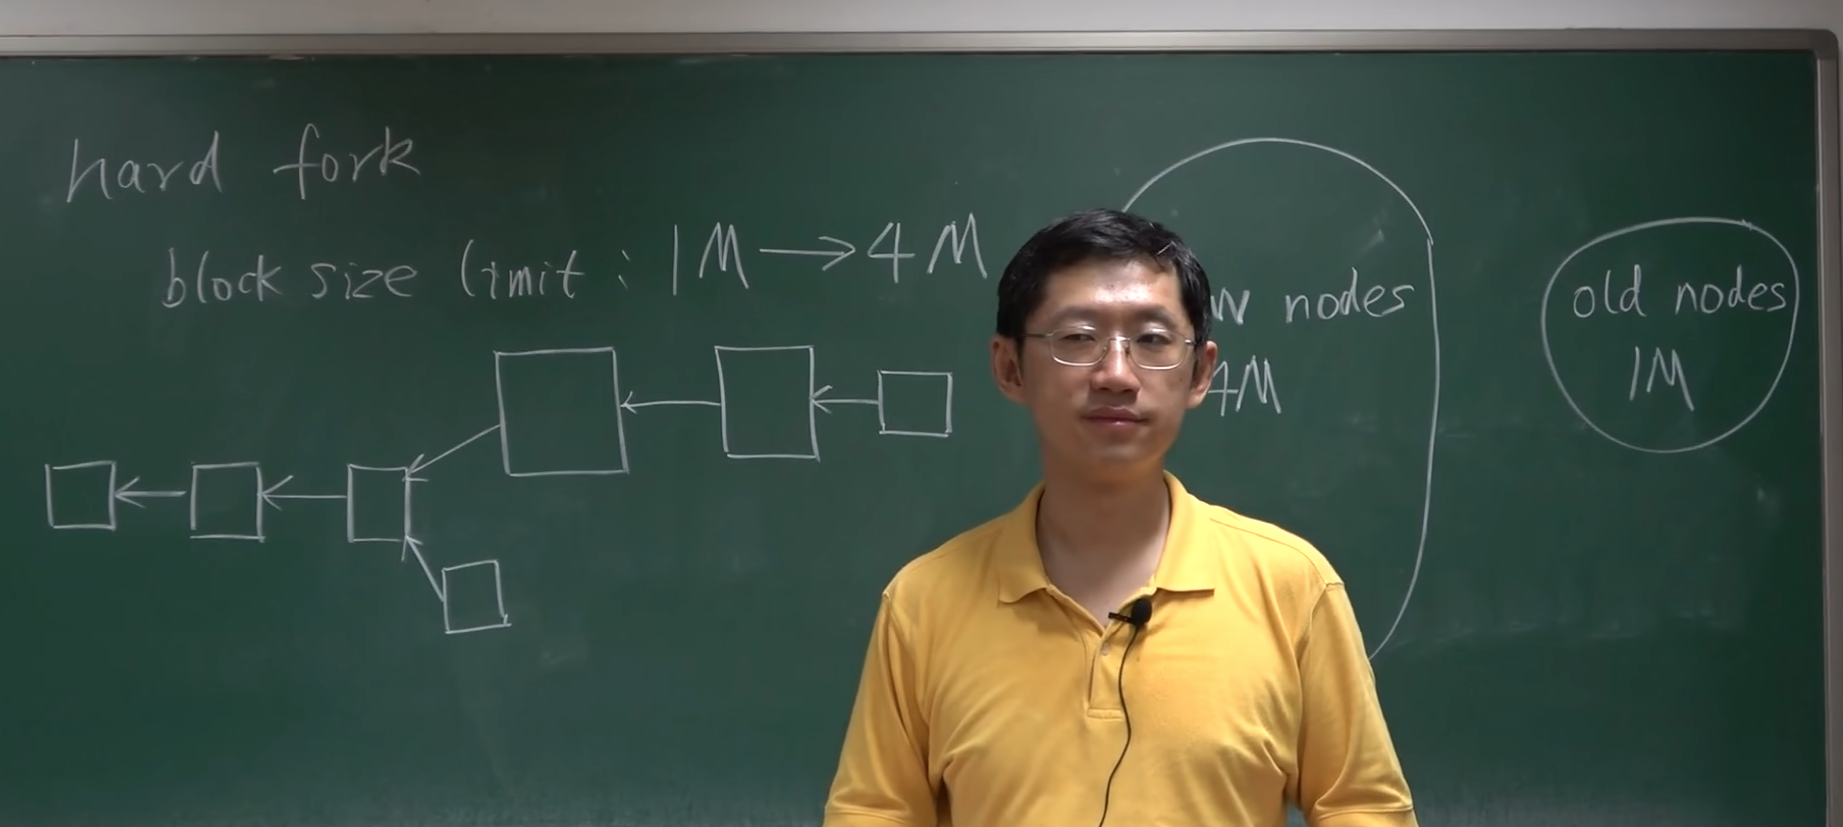 hard fork
block size limit : 1M → 4M
nodes
4M
old nodes
1M